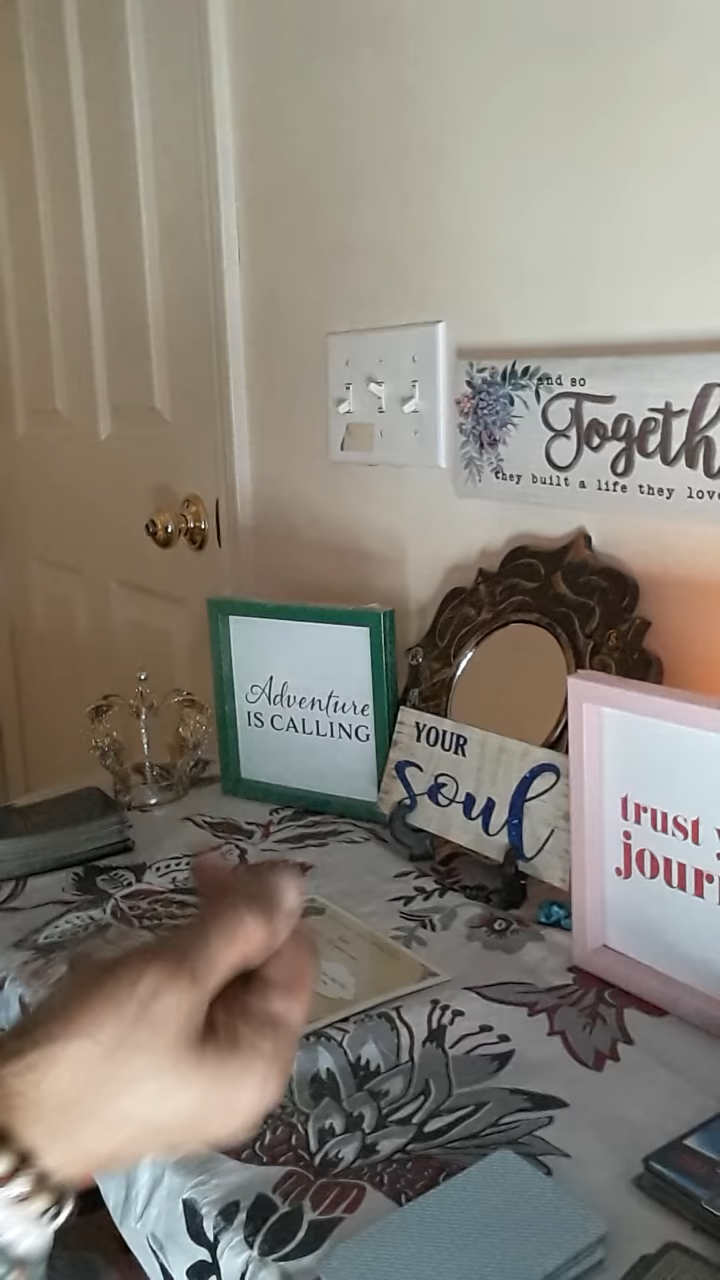 and so
Togeth
they built a life they love
Adventure
IS CALLING
YOUR
soul
trust
jour